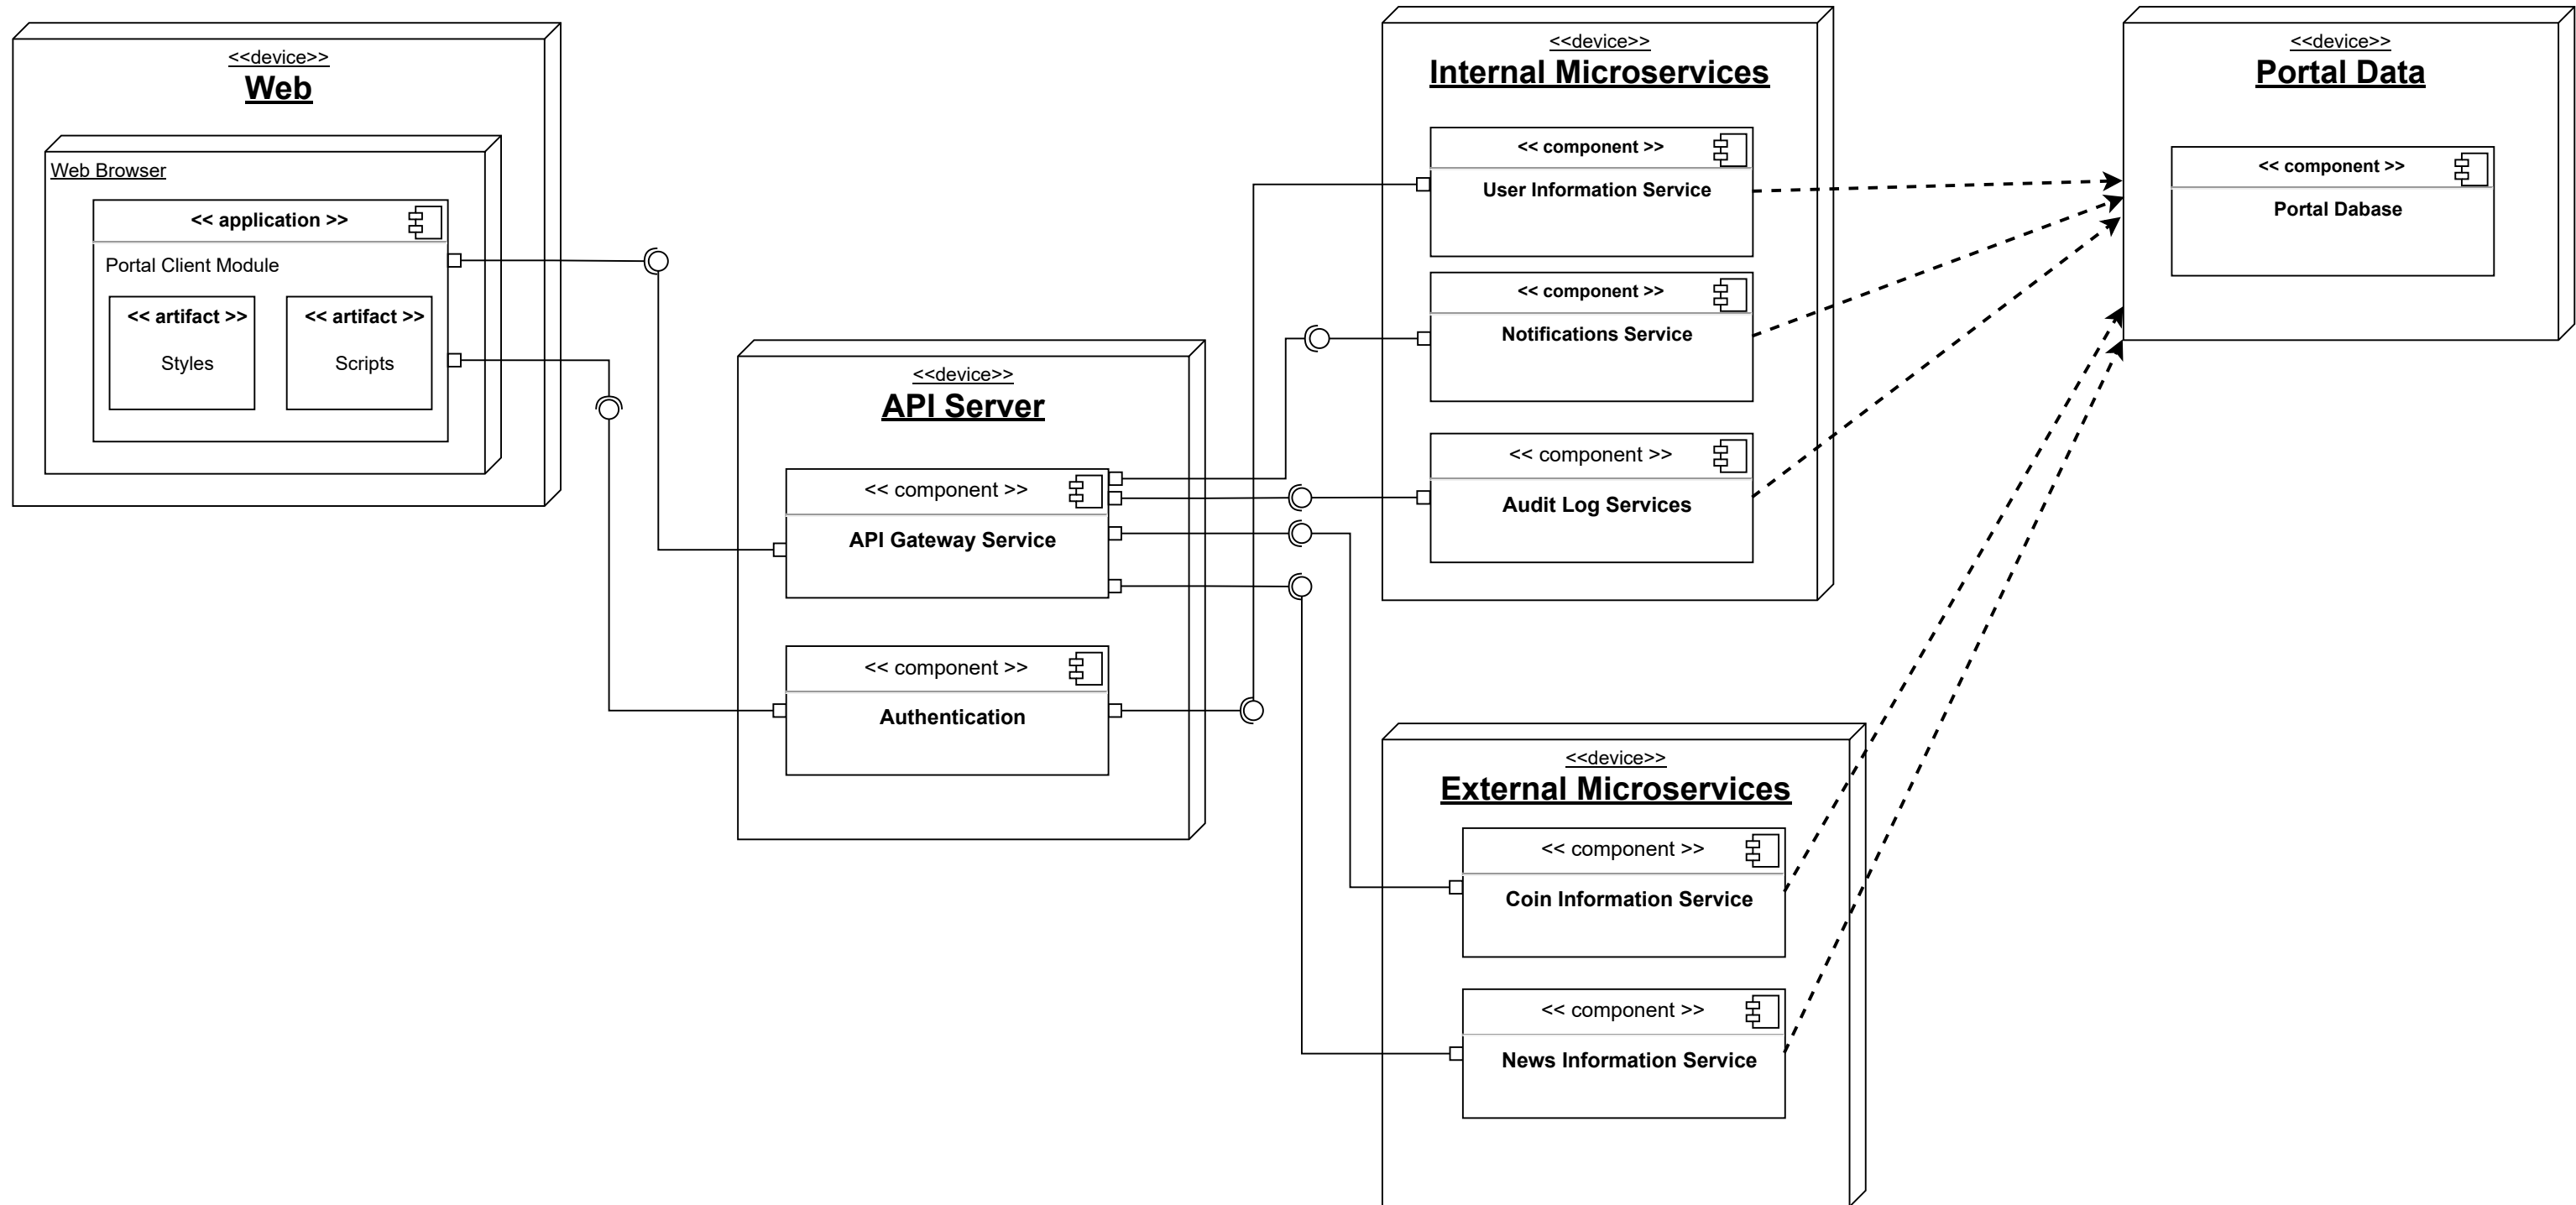 <<device>>
Web
Web Browser
<< application >>
Portal Client Module
<< artifact >>
Styles
<< artifact >>
Scripts
<<device>>
API Server
<< component >>
API Gateway Service
<< component >>
Authentication
<<device>>
Internal Microservices
<< component >>
User Information Service
<< component >>
Notifications Service
<< component >>
Audit Log Services
<<device>>
External Microservices
<< component >>
Coin Information Service
<< component >>
News Information Service
<<device>>
Portal Data
<< component >>
Portal Dabase